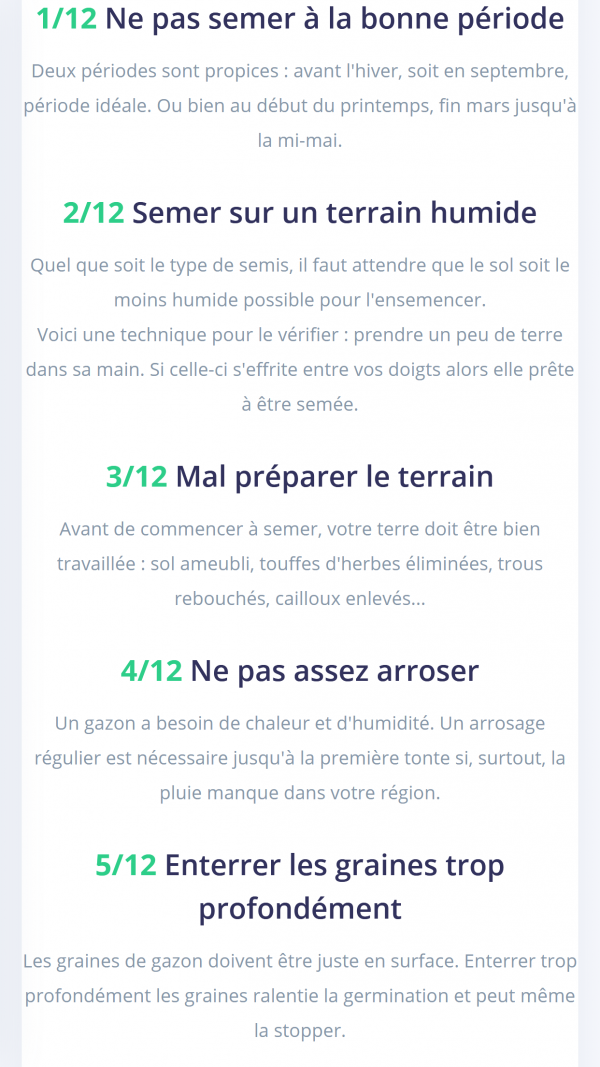 1/12 Ne pas semer à la bonne période
Deux périodes sont propices : avant l'hiver, soit en septembre,
période idéale. Ou bien au début du printemps, fin mars jusqu'à
la mi-mai.
2/12 Semer sur un terrain humide
Quel que soit le type de semis, il faut attendre que le sol soit le
moins humide possible pour l'ensemencer.
Voici une technique pour le vérifier : prendre un peu de terre
dans sa main. Si celle-ci s'effrite entre vos doigts alors elle prête
à être semée.
3/12 Mal préparer le terrain
Avant de commencer à semer, votre terre doit être bien
travaillée : sol ameubli, touffes d'herbes éliminées, trous
rebouchés, cailloux enlevés...
4/12 Ne pas assez arroser
Un gazon a besoin de chaleur et d'humidité. Un arrosage
régulier est nécessaire jusqu'à la première tonte si, surtout, la
pluie manque dans votre région.
5/12 Enterrer les graines trop
profondément
Les graines de gazon doivent être juste en surface. Enterrer trop
profondément les graines ralentie la germination et peut même
la stopper.